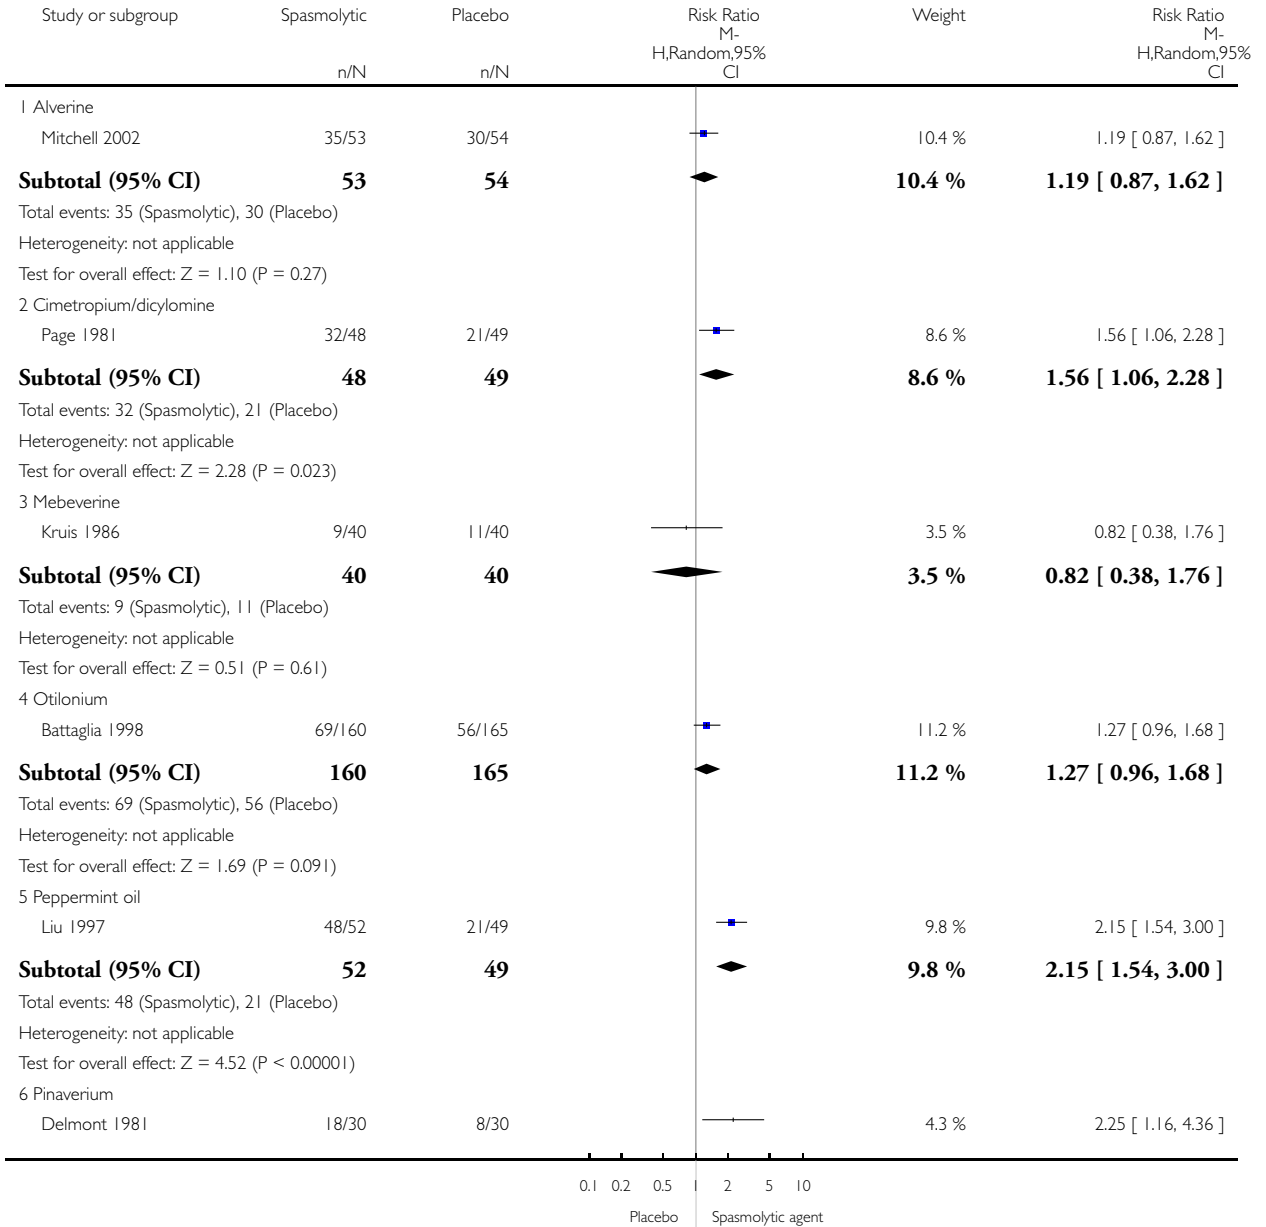 Study or subgroup Spasmolytic Placebo Risk Ratio Weight Risk Ratio
M- M-
H,Random,95% H,Random,95%
n/N n/N CI CI
1 Alverine
Mitchell 2002 35/53 30/54 10.4 % 1.19 [ 0.87, 1.62 ]
Subtotal (95% CI) 53 54 10.4 % 1.19 [ 0.87, 1.62 ]
Total events: 35 (Spasmolytic), 30 (Placebo)
Heterogeneity: not applicable
Test for overall effect: Z = 1.10 (P = 0.27)
2 Cimetropium/dicylomine
Page 1981 32/48 21/49 8.6 % 1.56 [ 1.06, 2.28 ]
Subtotal (95% CI) 48 49 8.6 % 1.56 [ 1.06, 2.28 ]
Total events: 32 (Spasmolytic), 21 (Placebo)
Heterogeneity: not applicable
Test for overall effect: Z = 2.28 (P = 0.023)
3 Mebeverine
Kruis 1986 9/40 11/40 3.5 % 0.82 [ 0.38, 1.76 ]
Subtotal (95% CI) 40 40 3.5 % 0.82 [ 0.38, 1.76 ]
Total events: 9 (Spasmolytic), 11 (Placebo)
Heterogeneity: not applicable
Test for overall effect: Z = 0.51 (P = 0.61)
4 Otilonium
Battaglia 1998 69/160 56/165 11.2 % 1.27 [ 0.96, 1.68 ]
Subtotal (95% CI) 160 165 11.2 % 1.27 [ 0.96, 1.68 ]
Total events: 69 (Spasmolytic), 56 (Placebo)
Heterogeneity: not applicable
Test for overall effect: Z = 1.69 (P = 0.091)
5 Peppermint oil
Liu 1997 48/52 21/49 9.8 % 2.15 [ 1.54, 3.00 ]
Subtotal (95% CI) 52 49 9.8 % 2.15 [ 1.54, 3.00 ]
Total events: 48 (Spasmolytic), 21 (Placebo)
Heterogeneity: not applicable
Test for overall effect: Z = 4.52 (P < 0.00001)
6 Pinaverium
Delmont 1981 18/30 8/30 4.3 % 2.25 [ 1.16, 4.36 ]
0.1 0.2 0.5 1 2 5 10
Placebo Spasmolytic agent